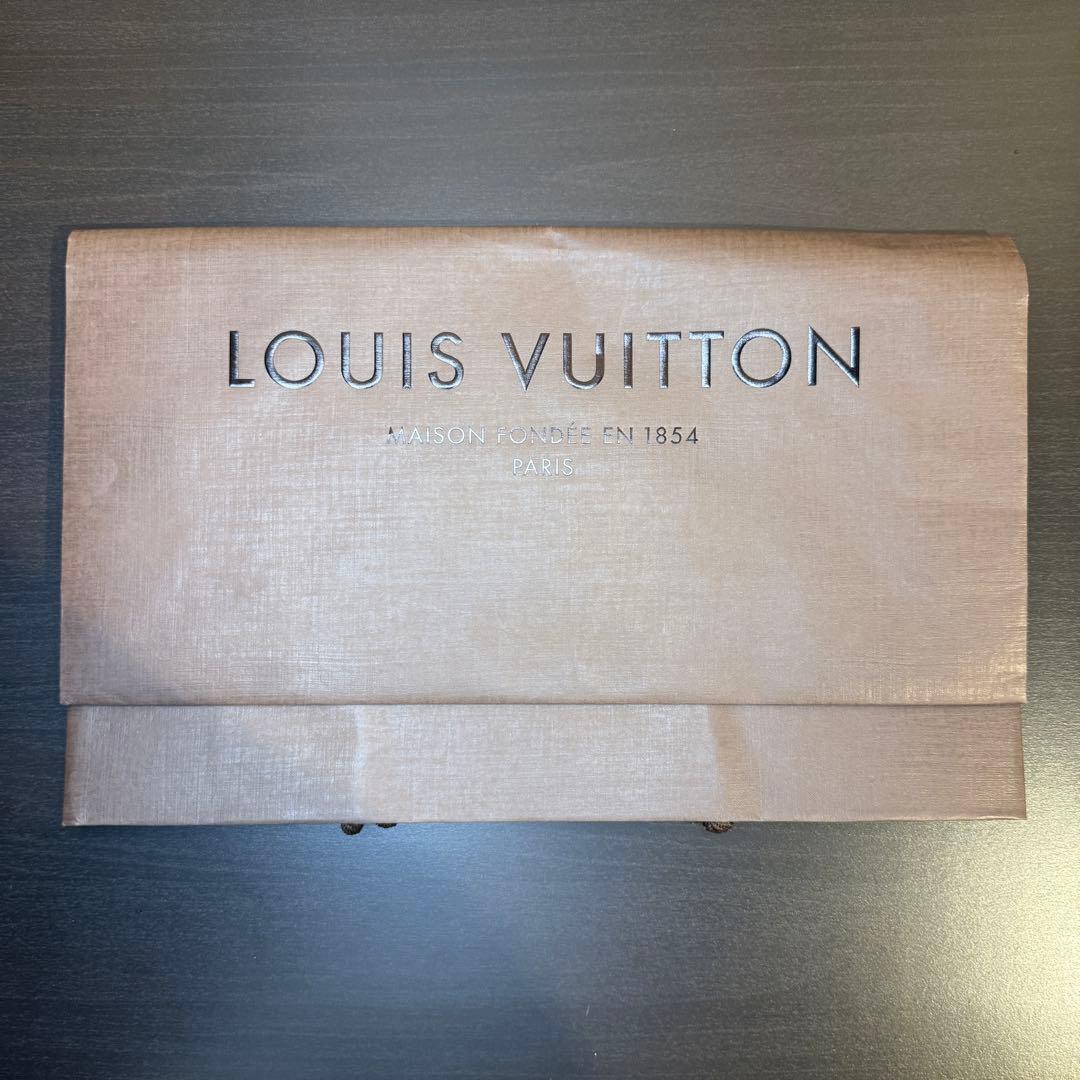 LOUIS VUITTON
MAISON FONDÉE EN 1854
PARIS